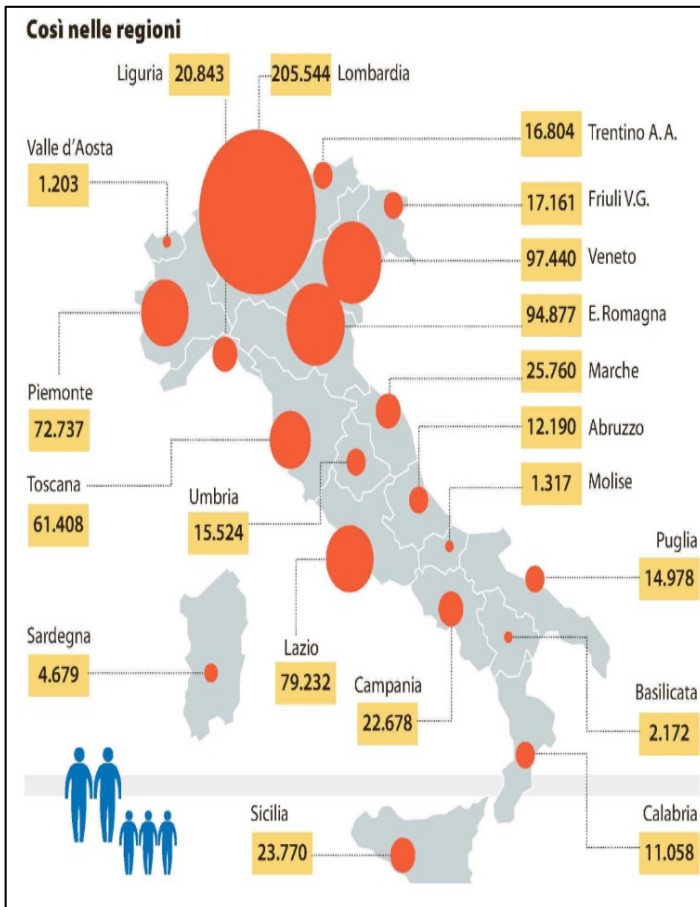 Così nelle regioni
Liguria 20.843
205.544 Lombardia
Valle d'Aosta
1.203
16.804 Trentino A. A.
17.161 Friuli V.G.
97.440 Veneto
94.877 E. Romagna
25.760 Marche
12.190 Abruzzo
1.317 Molise
Piemonte
72.737
Toscana
61.408
Umbria
15.524
Puglia
14.978
Sardegna
4.679
Lazio
79.232
Campania
22.678
Basilicata
2.172
Sicilia
23.770
Calabria
11.058